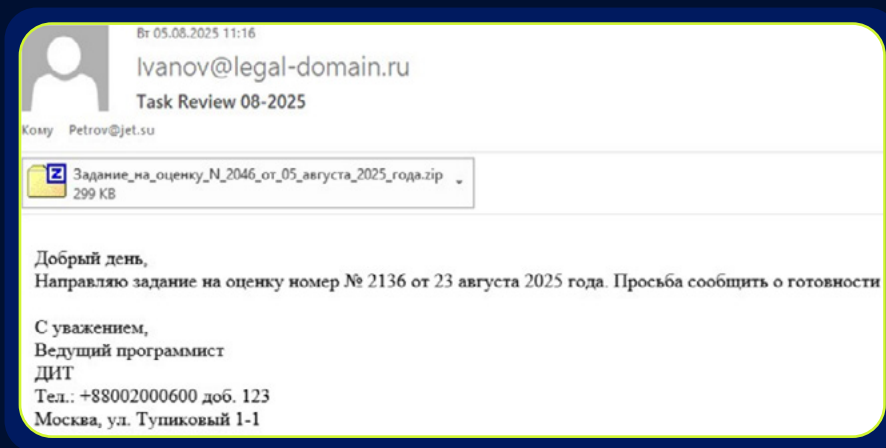 Вт 05.08.2025 11:16
Ivanov@legal-domain.ru
Task Review 08-2025
Кому Petrov@jet.su
Задание_на_оценку_N_2046_от_05_августа_2025_года.zip
299 KB
Добрый день,
Направляю задание на оценку номер № 2136 от 23 августа 2025 года. Просьба сообщить о готовности
С уважением,
Ведущий программист
ДИТ
Тел.: +88002000600 доб. 123
Москва, ул. Тупиковый 1-1